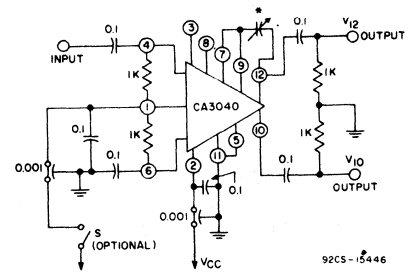 *
0.1
3
4
8
7
0.1
V12
OUTPUT
INPUT
9
12
1K
1K
1
CA3040
0.1
1K
1K
10
5
0.001
0.1
6
2
11
0.1
V10
0.1
OUTPUT
0.001
S
(OPTIONAL)
VCC
92CS-15446